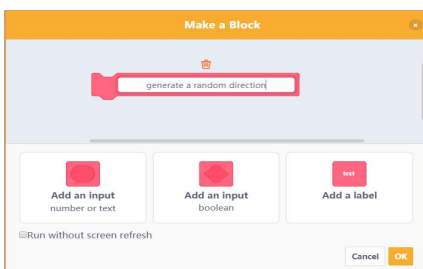 Make a Block
generate a random direction
text
Add an input
number or text
Add an input
boolean
Add a label
Run without screen refresh
Cancel
OK